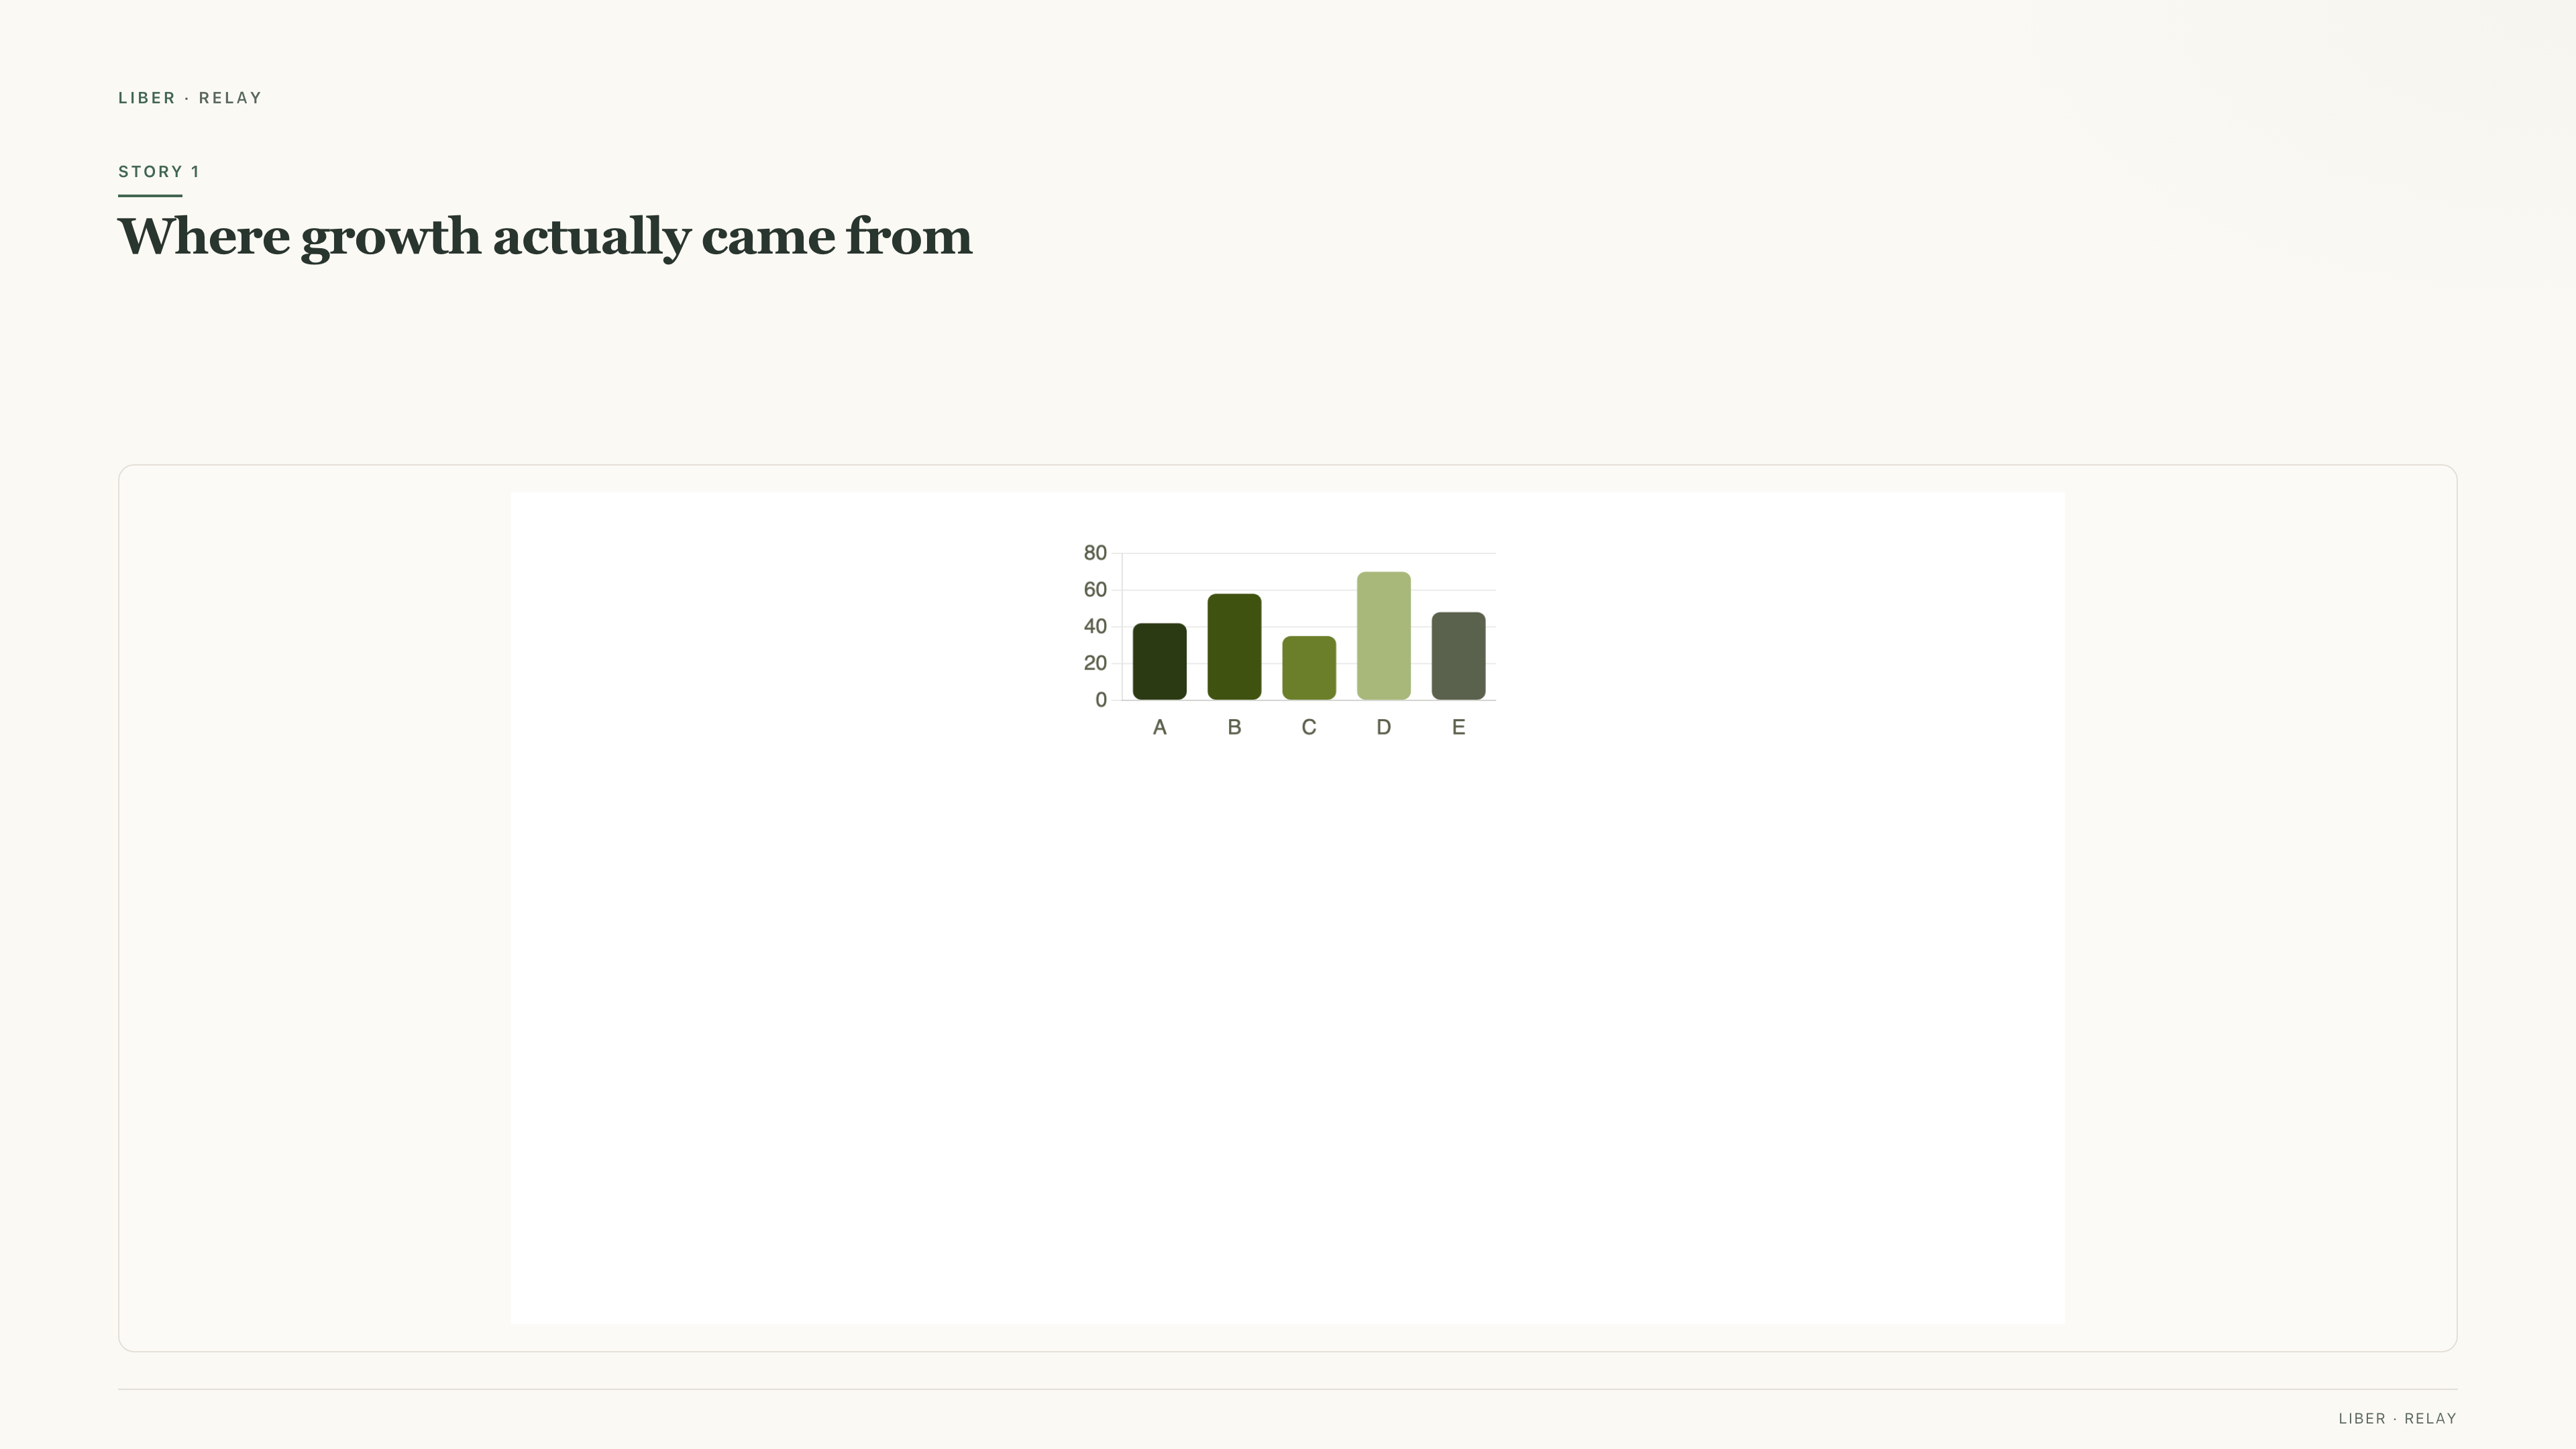 LIBER · RELAY
STORY 1
Where growth actually came from
80
60
40
20
0
A B C D E
LIBER · RELAY